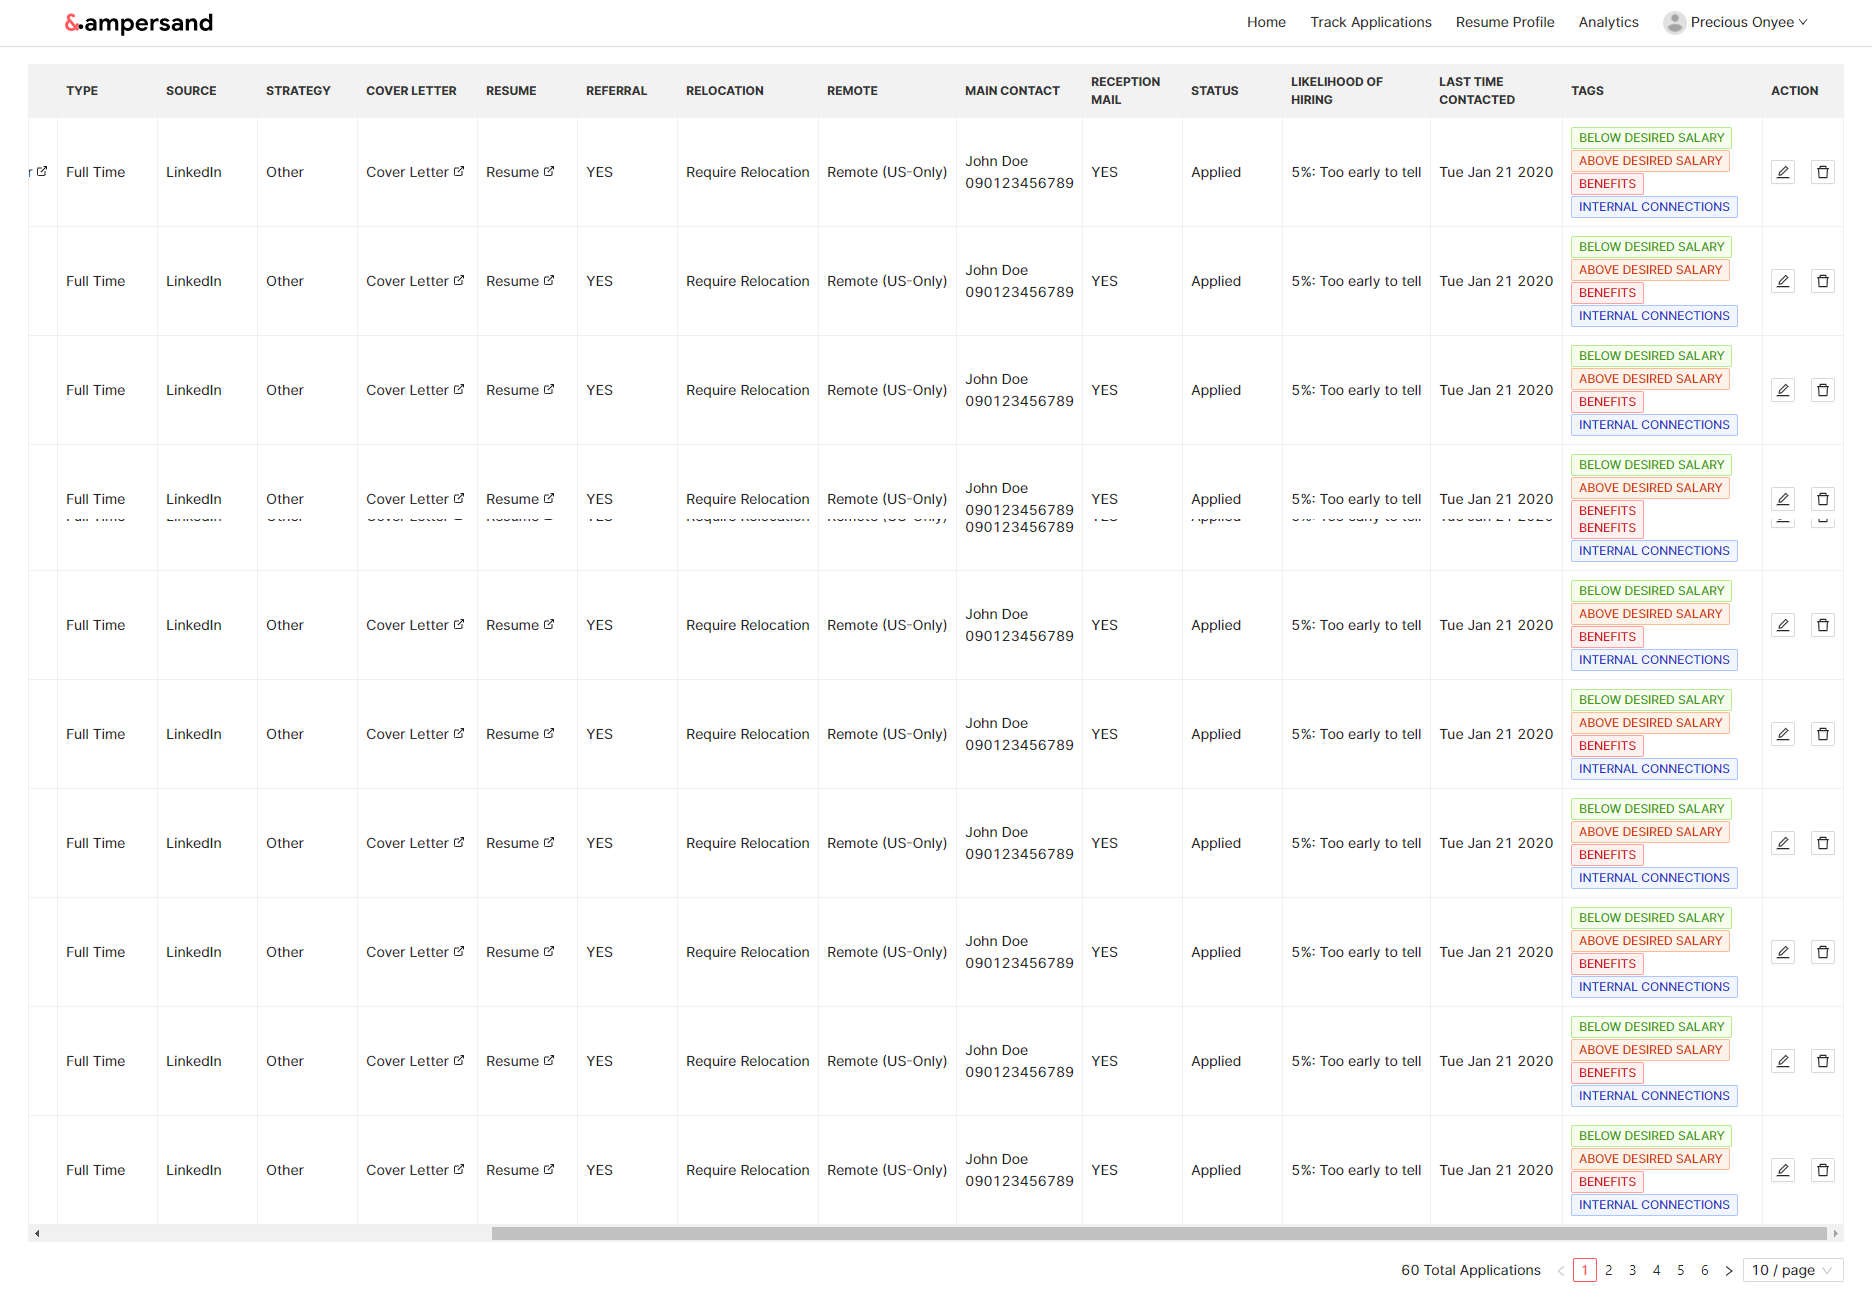 &.ampersand Home Track Applications Resume Profile Analytics Precious Onyee
TYPE SOURCE STRATEGY COVER LETTER RESUME REFERRAL RELOCATION REMOTE MAIN CONTACT RECEPTION MAIL STATUS LIKELIHOOD OF HIRING LAST TIME CONTACTED TAGS ACTION
r Full Time LinkedIn Other Cover Letter Resume YES Require Relocation Remote (US-Only) John Doe 090123456789 YES Applied 5%: Too early to tell Tue Jan 21 2020 BELOW DESIRED SALARY ABOVE DESIRED SALARY BENEFITS INTERNAL CONNECTIONS
Full Time LinkedIn Other Cover Letter Resume YES Require Relocation Remote (US-Only) John Doe 090123456789 YES Applied 5%: Too early to tell Tue Jan 21 2020 BELOW DESIRED SALARY ABOVE DESIRED SALARY BENEFITS INTERNAL CONNECTIONS
Full Time LinkedIn Other Cover Letter Resume YES Require Relocation Remote (US-Only) John Doe 090123456789 YES Applied 5%: Too early to tell Tue Jan 21 2020 BELOW DESIRED SALARY ABOVE DESIRED SALARY BENEFITS INTERNAL CONNECTIONS
Full Time LinkedIn Other Cover Letter Resume YES Require Relocation Remote (US-Only) John Doe 090123456789 YES Applied 5%: Too early to tell Tue Jan 21 2020 BELOW DESIRED SALARY ABOVE DESIRED SALARY BENEFITS
090123456789 BENEFITS INTERNAL CONNECTIONS
Full Time LinkedIn Other Cover Letter Resume YES Require Relocation Remote (US-Only) John Doe 090123456789 YES Applied 5%: Too early to tell Tue Jan 21 2020 BELOW DESIRED SALARY ABOVE DESIRED SALARY BENEFITS INTERNAL CONNECTIONS
Full Time LinkedIn Other Cover Letter Resume YES Require Relocation Remote (US-Only) John Doe 090123456789 YES Applied 5%: Too early to tell Tue Jan 21 2020 BELOW DESIRED SALARY ABOVE DESIRED SALARY BENEFITS INTERNAL CONNECTIONS
Full Time LinkedIn Other Cover Letter Resume YES Require Relocation Remote (US-Only) John Doe 090123456789 YES Applied 5%: Too early to tell Tue Jan 21 2020 BELOW DESIRED SALARY ABOVE DESIRED SALARY BENEFITS INTERNAL CONNECTIONS
Full Time LinkedIn Other Cover Letter Resume YES Require Relocation Remote (US-Only) John Doe 090123456789 YES Applied 5%: Too early to tell Tue Jan 21 2020 BELOW DESIRED SALARY ABOVE DESIRED SALARY BENEFITS INTERNAL CONNECTIONS
Full Time LinkedIn Other Cover Letter Resume YES Require Relocation Remote (US-Only) John Doe 090123456789 YES Applied 5%: Too early to tell Tue Jan 21 2020 BELOW DESIRED SALARY ABOVE DESIRED SALARY BENEFITS INTERNAL CONNECTIONS
Full Time LinkedIn Other Cover Letter Resume YES Require Relocation Remote (US-Only) John Doe 090123456789 YES Applied 5%: Too early to tell Tue Jan 21 2020 BELOW DESIRED SALARY ABOVE DESIRED SALARY BENEFITS INTERNAL CONNECTIONS
60 Total Applications 1 2 3 4 5 6 10 / page